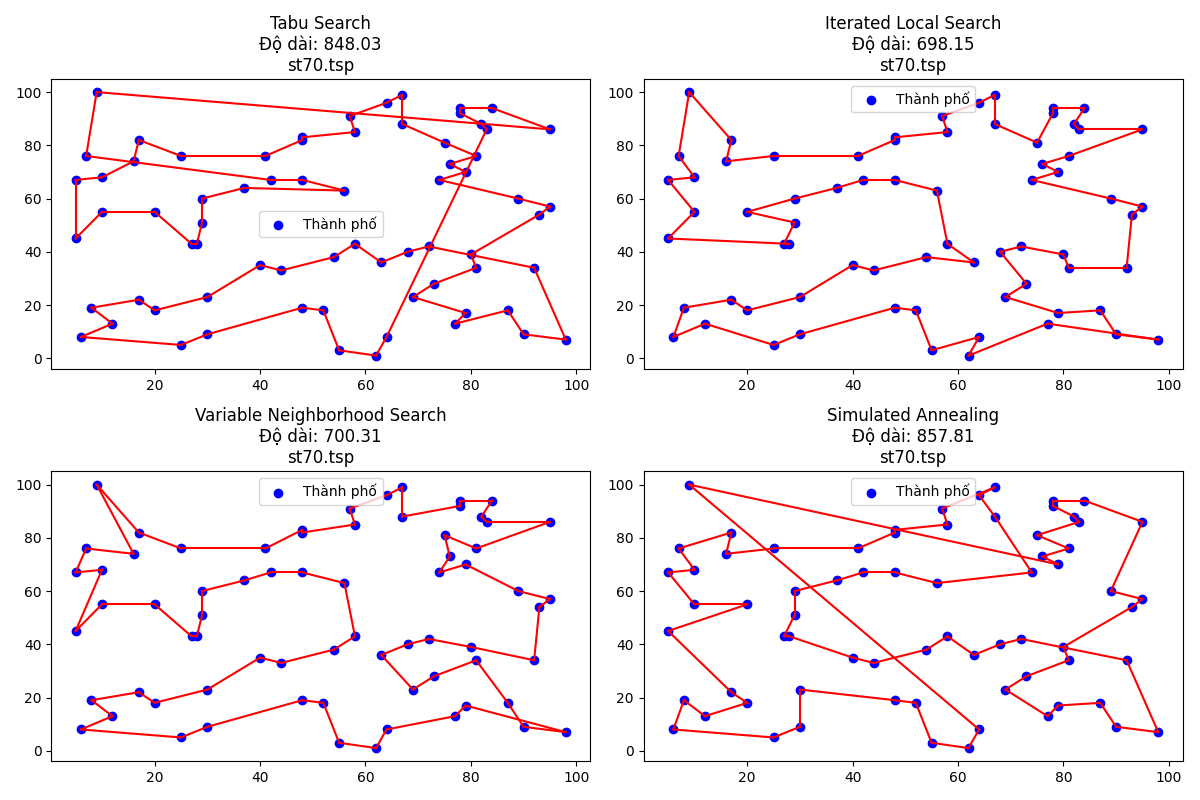 Tabu Search
Độ dài: 848.03
st70.tsp
100
80
60
40
20
0
Thành phố
20 40 60 80 100
Iterated Local Search
Độ dài: 698.15
st70.tsp
100
80
60
40
20
0
Thành phố
20 40 60 80 100
Variable Neighborhood Search
Độ dài: 700.31
st70.tsp
100
80
60
40
20
0
Thành phố
20 40 60 80 100
Simulated Annealing
Độ dài: 857.81
st70.tsp
100
80
60
40
20
0
Thành phố
20 40 60 80 100